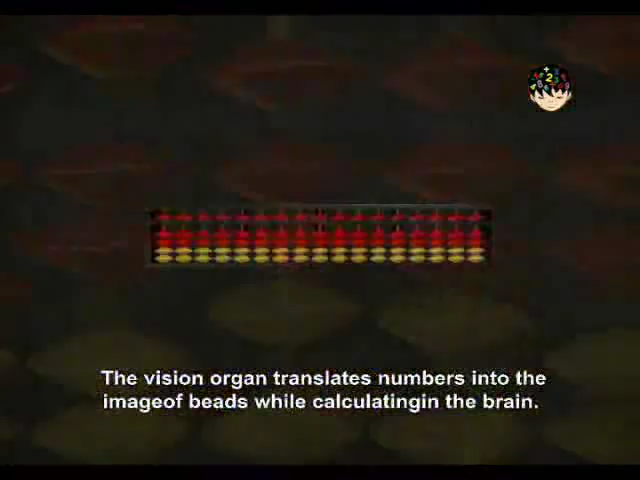 The vision organ translates numbers into the
imageof beads while calculatingin the brain.